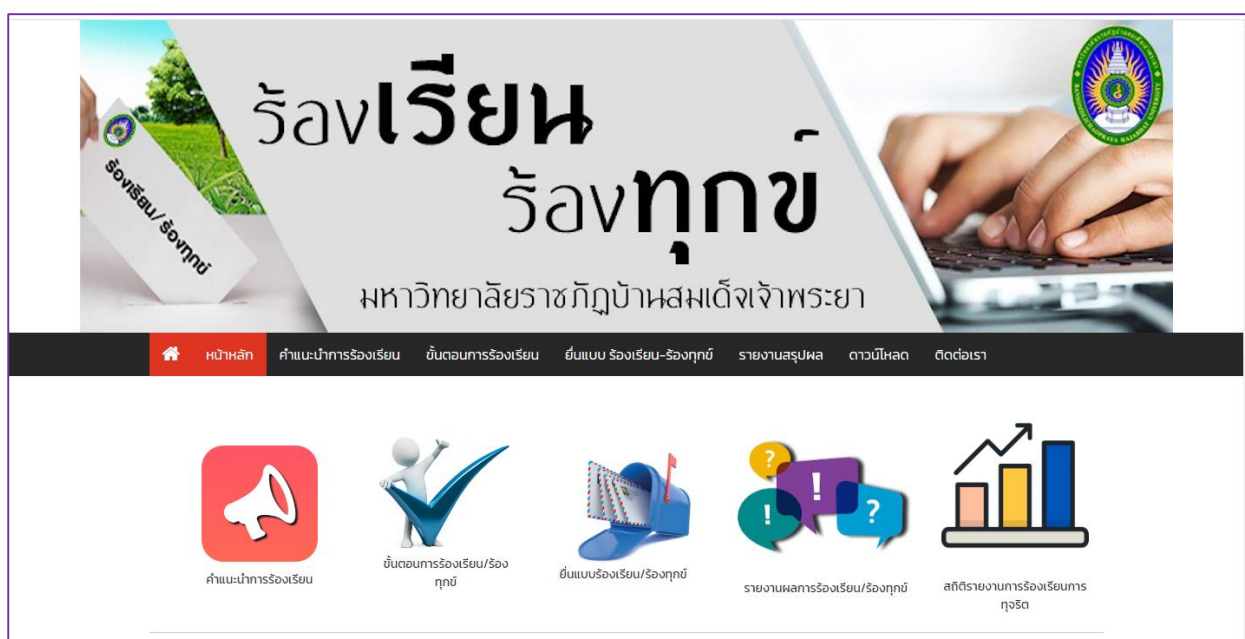 ร้องเรียน
ร้องทุกข์
มหาวิทยาลัยราชภัฏบ้านสมเด็จเจ้าพระยา
ร้องเรียน/ร้องทุกข์
BANSOMDEJCHAOPRAYA RAJABHAT UNIVERSITY
หน้าหลัก คำแนะนำการร้องเรียน ขั้นตอนการร้องเรียน ยื่นแบบ ร้องเรียน-ร้องทุกข์ รายงานสรุปผล ดาวน์โหลด ติดต่อเรา
? ! ! ?
คำแนะนำการร้องเรียน
ขั้นตอนการร้องเรียน/ร้อง
ทุกข์
ยื่นแบบร้องเรียน/ร้องทุกข์
รายงานผลการร้องเรียน/ร้องทุกข์
สถิติรายงานการร้องเรียนการ
ทุจริต